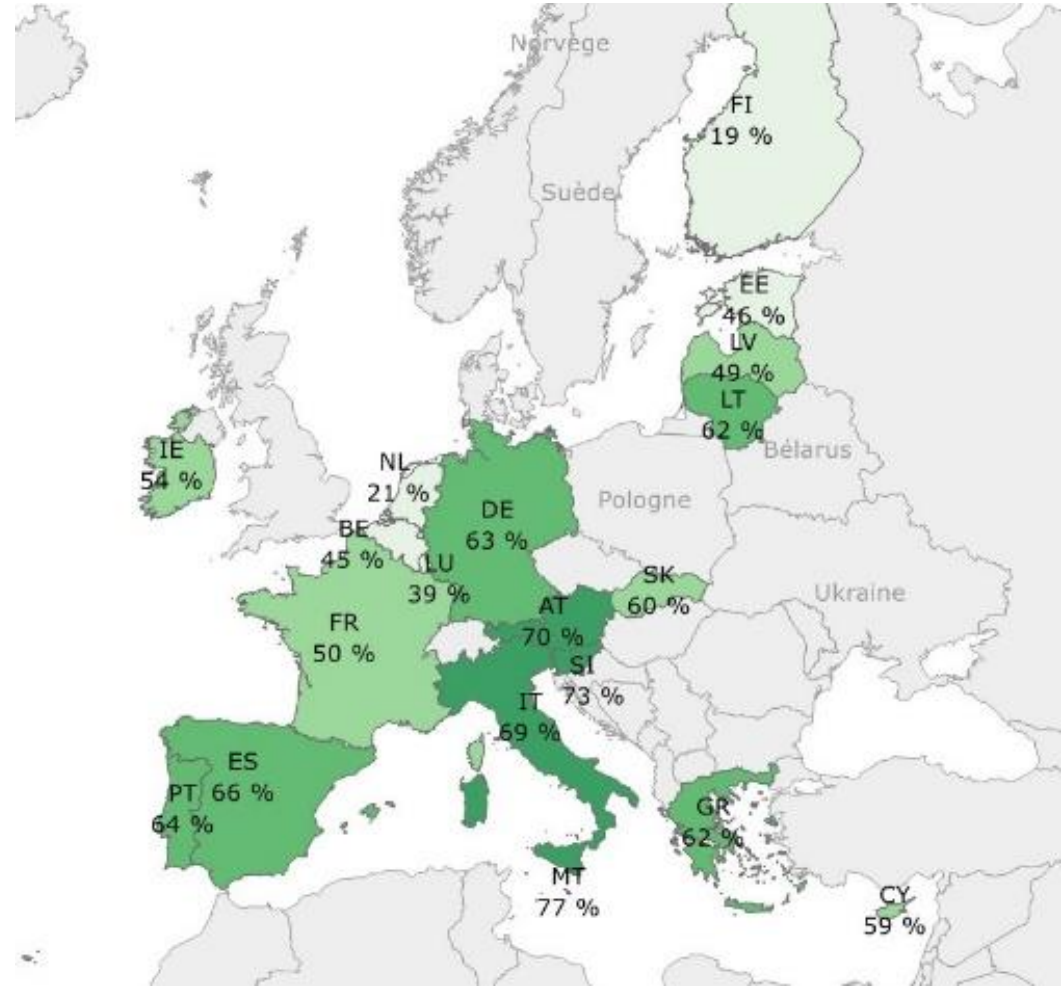 Norvège
FI
19 %
Suède
EE
46 %
LV
49 %
LT
62 %
Bélarus
IE
54 %
NL
21 %
DE
63 %
Pologne
BE
45 %
LU
39 %
SK
60 %
Ukraine
AT
70 %
FR
50 %
SI
73 %
IT
69 %
ES
66 %
PT
64 %
GR
62 %
MT
77 %
CY
59 %